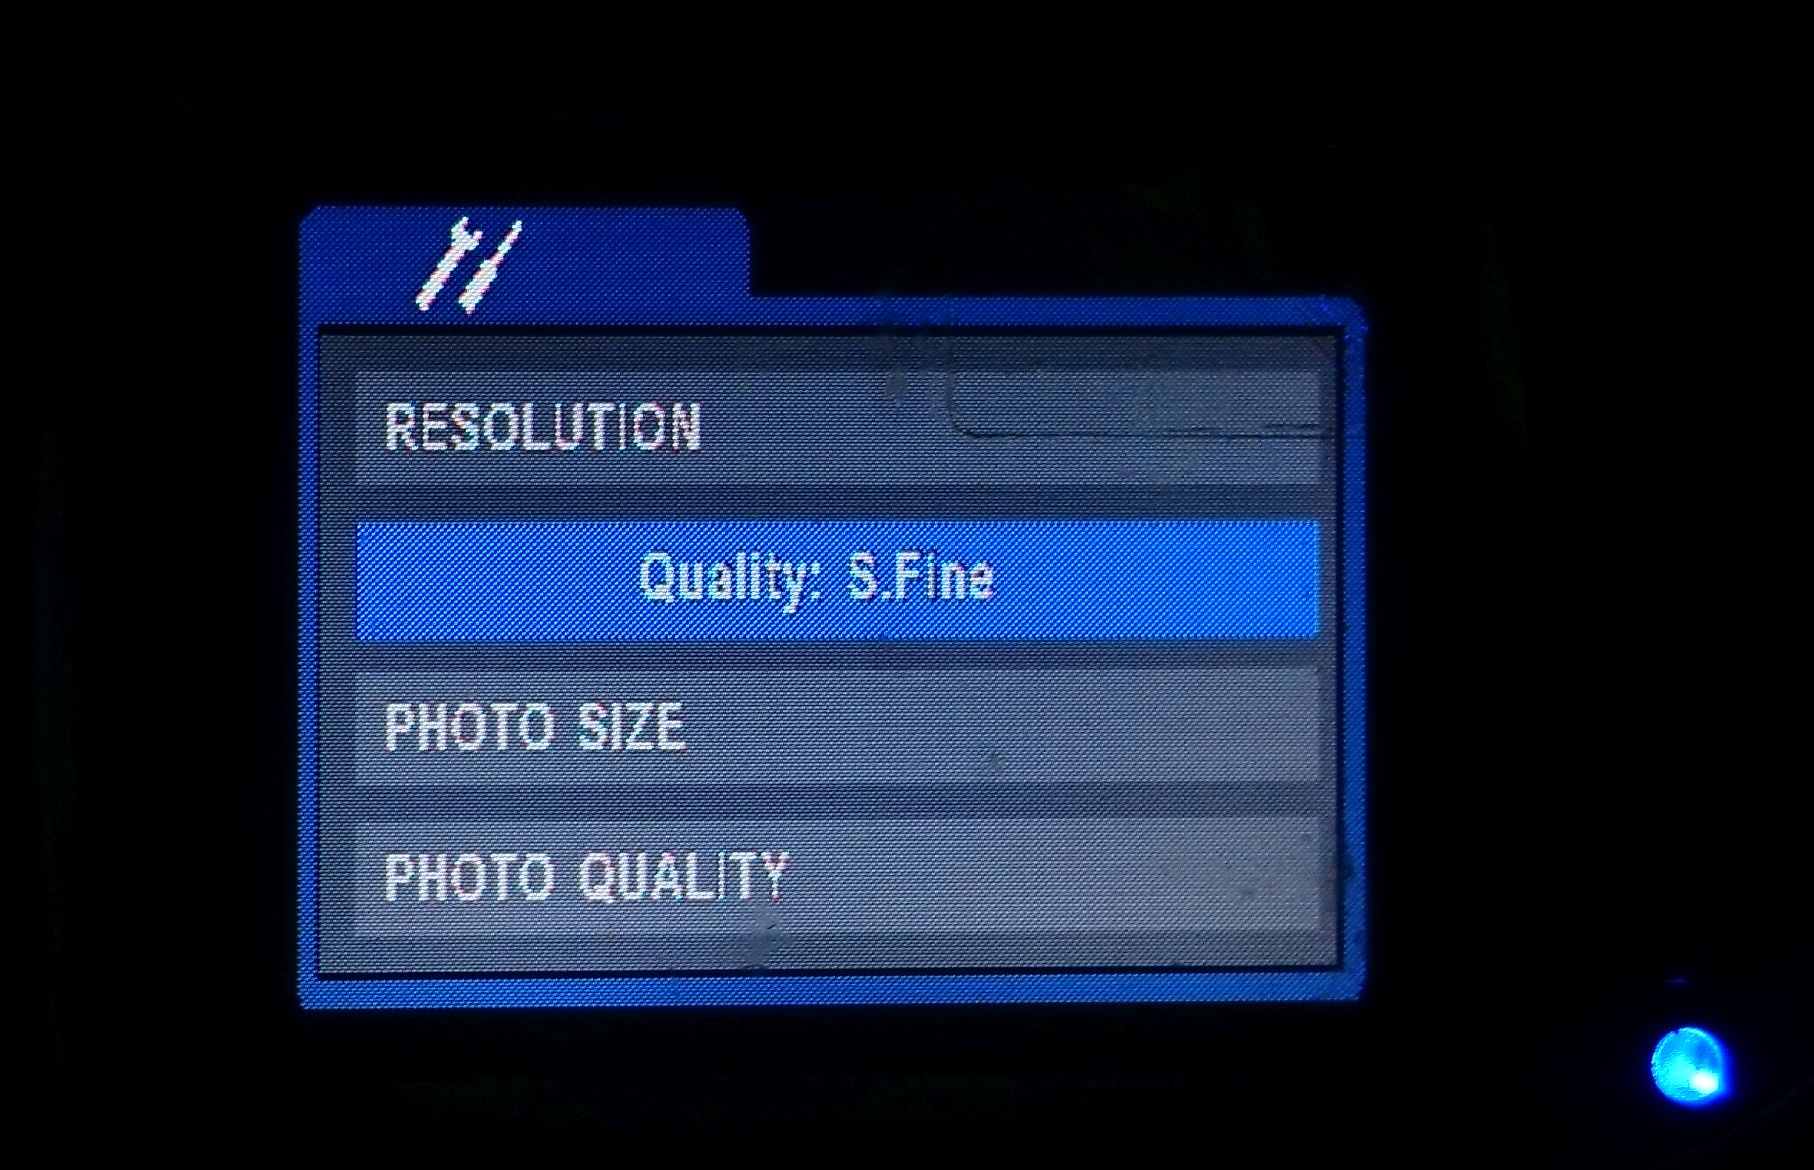 RESOLUTION
Quality: S.Fine
PHOTO SIZE
PHOTO QUALITY